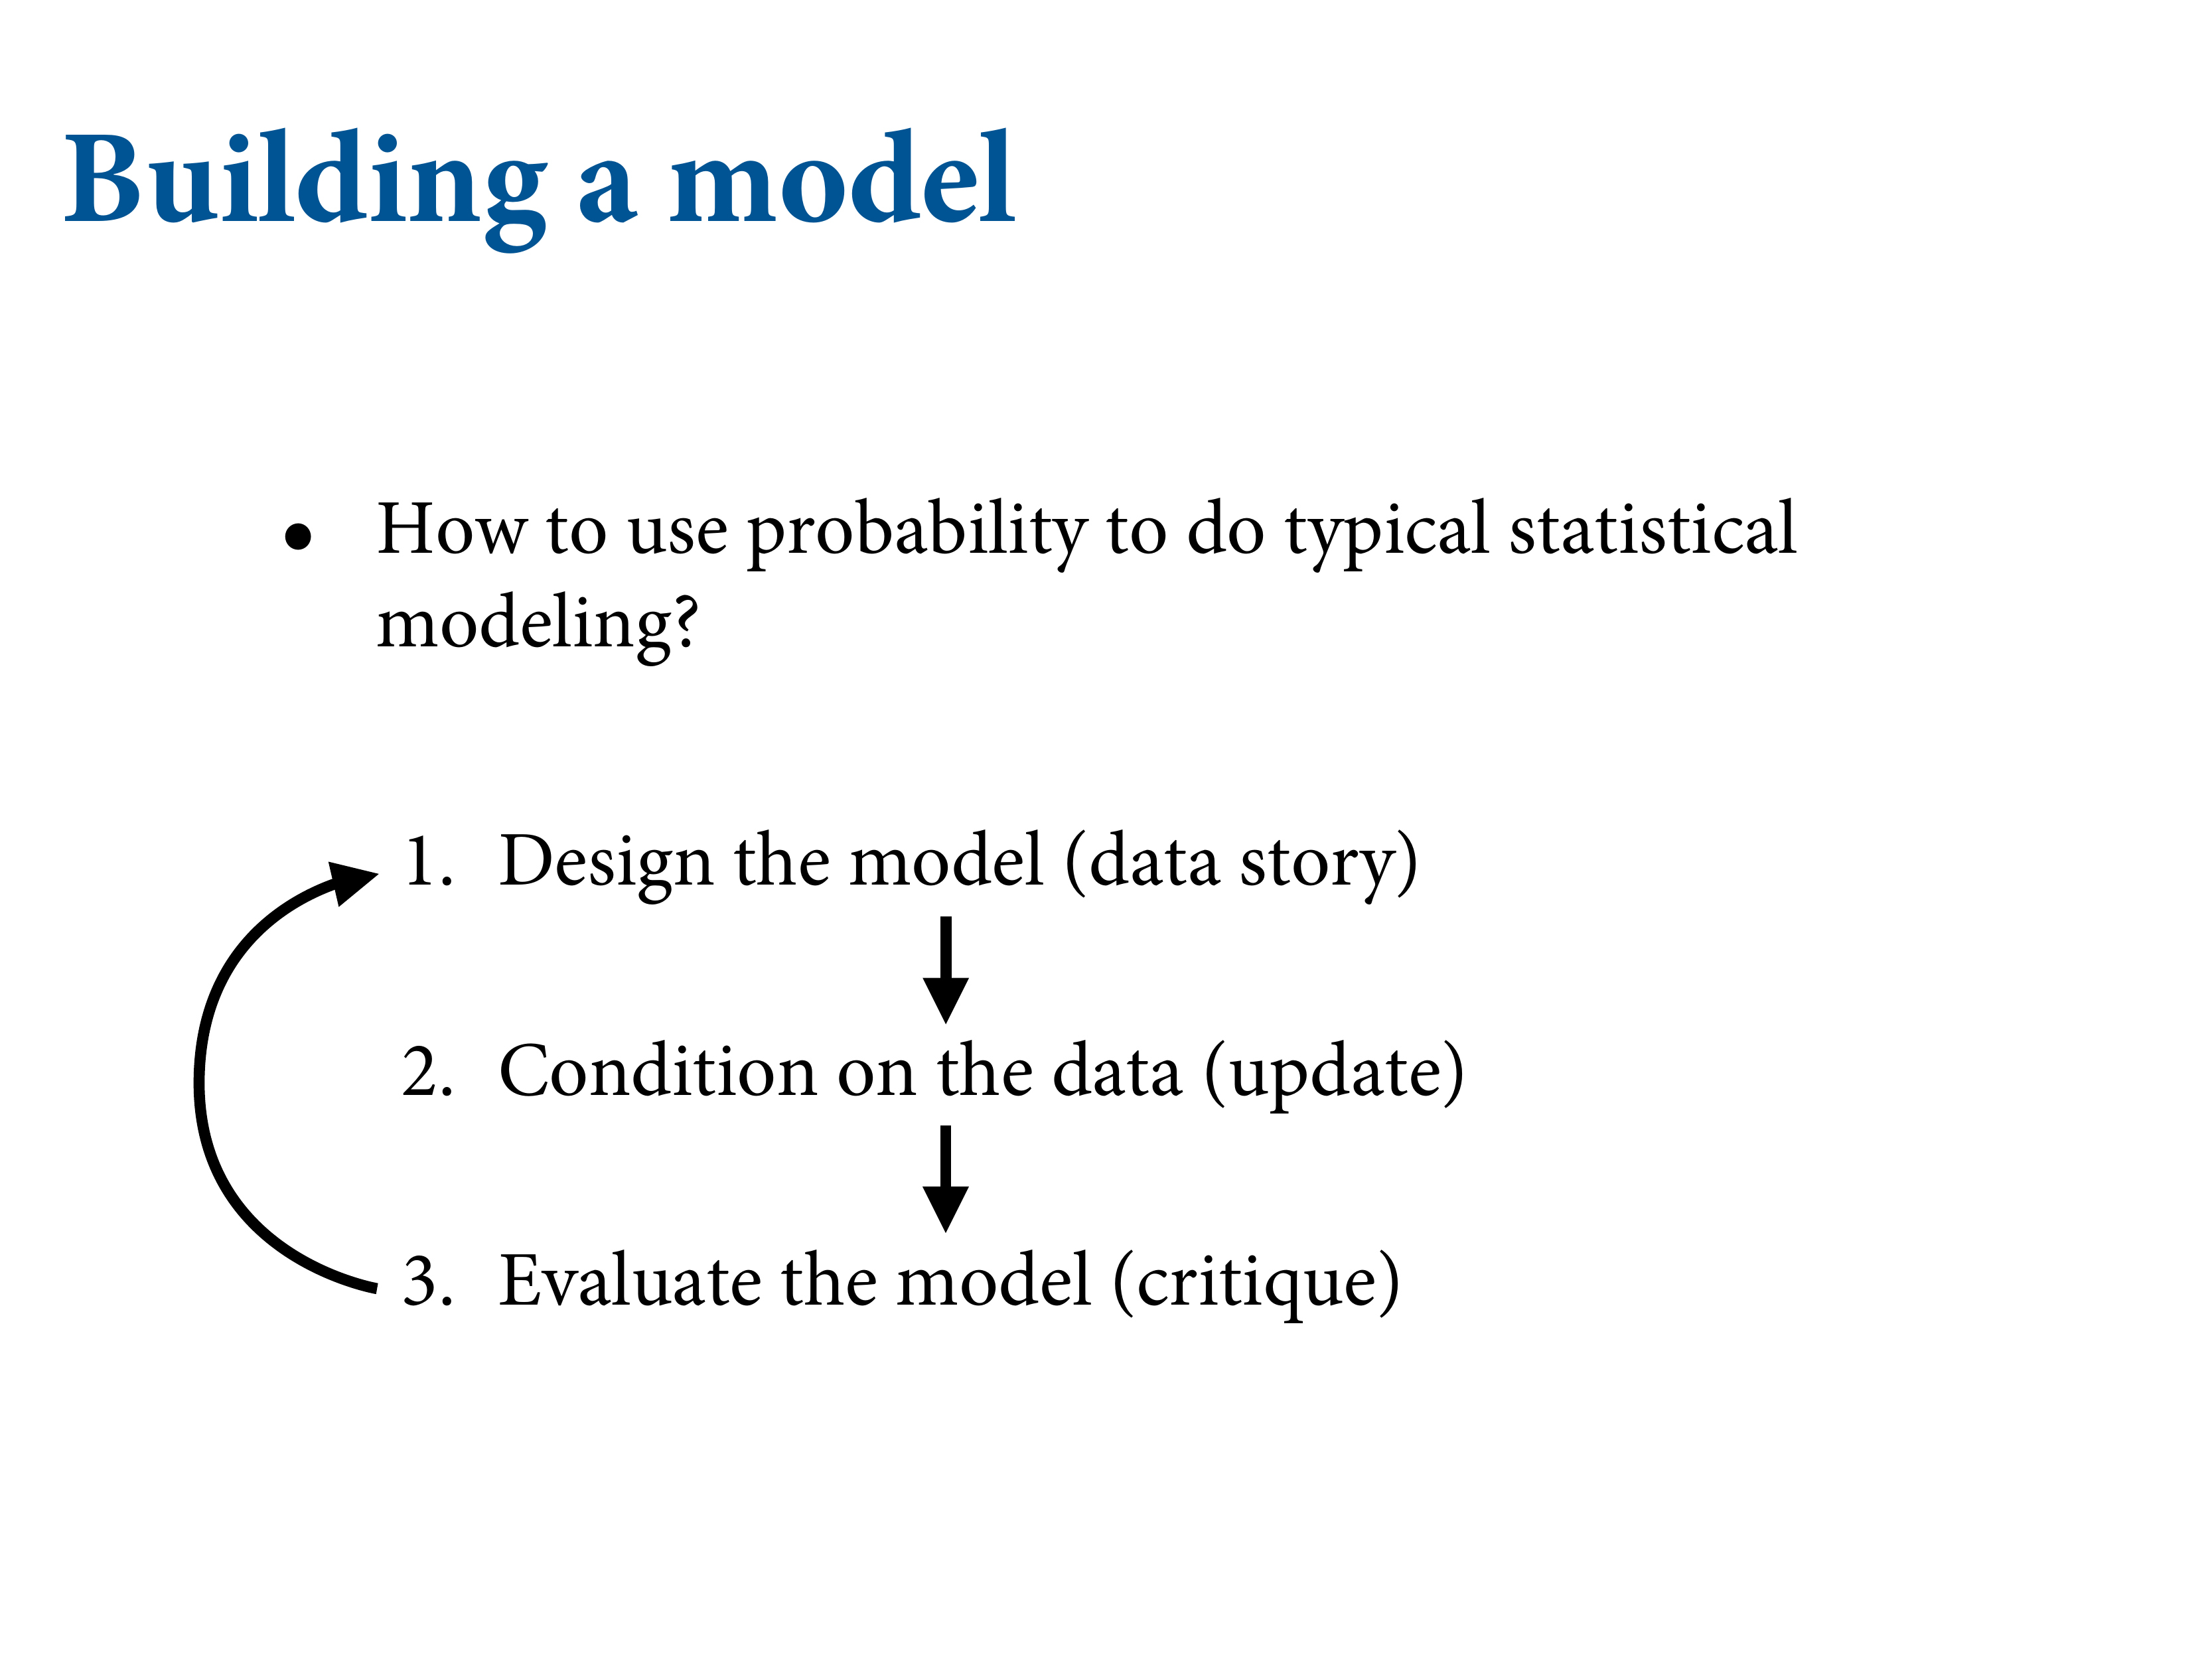 Building a model
• How to use probability to do typical statistical
modeling?
1. Design the model (data story)
2. Condition on the data (update)
3. Evaluate the model (critique)